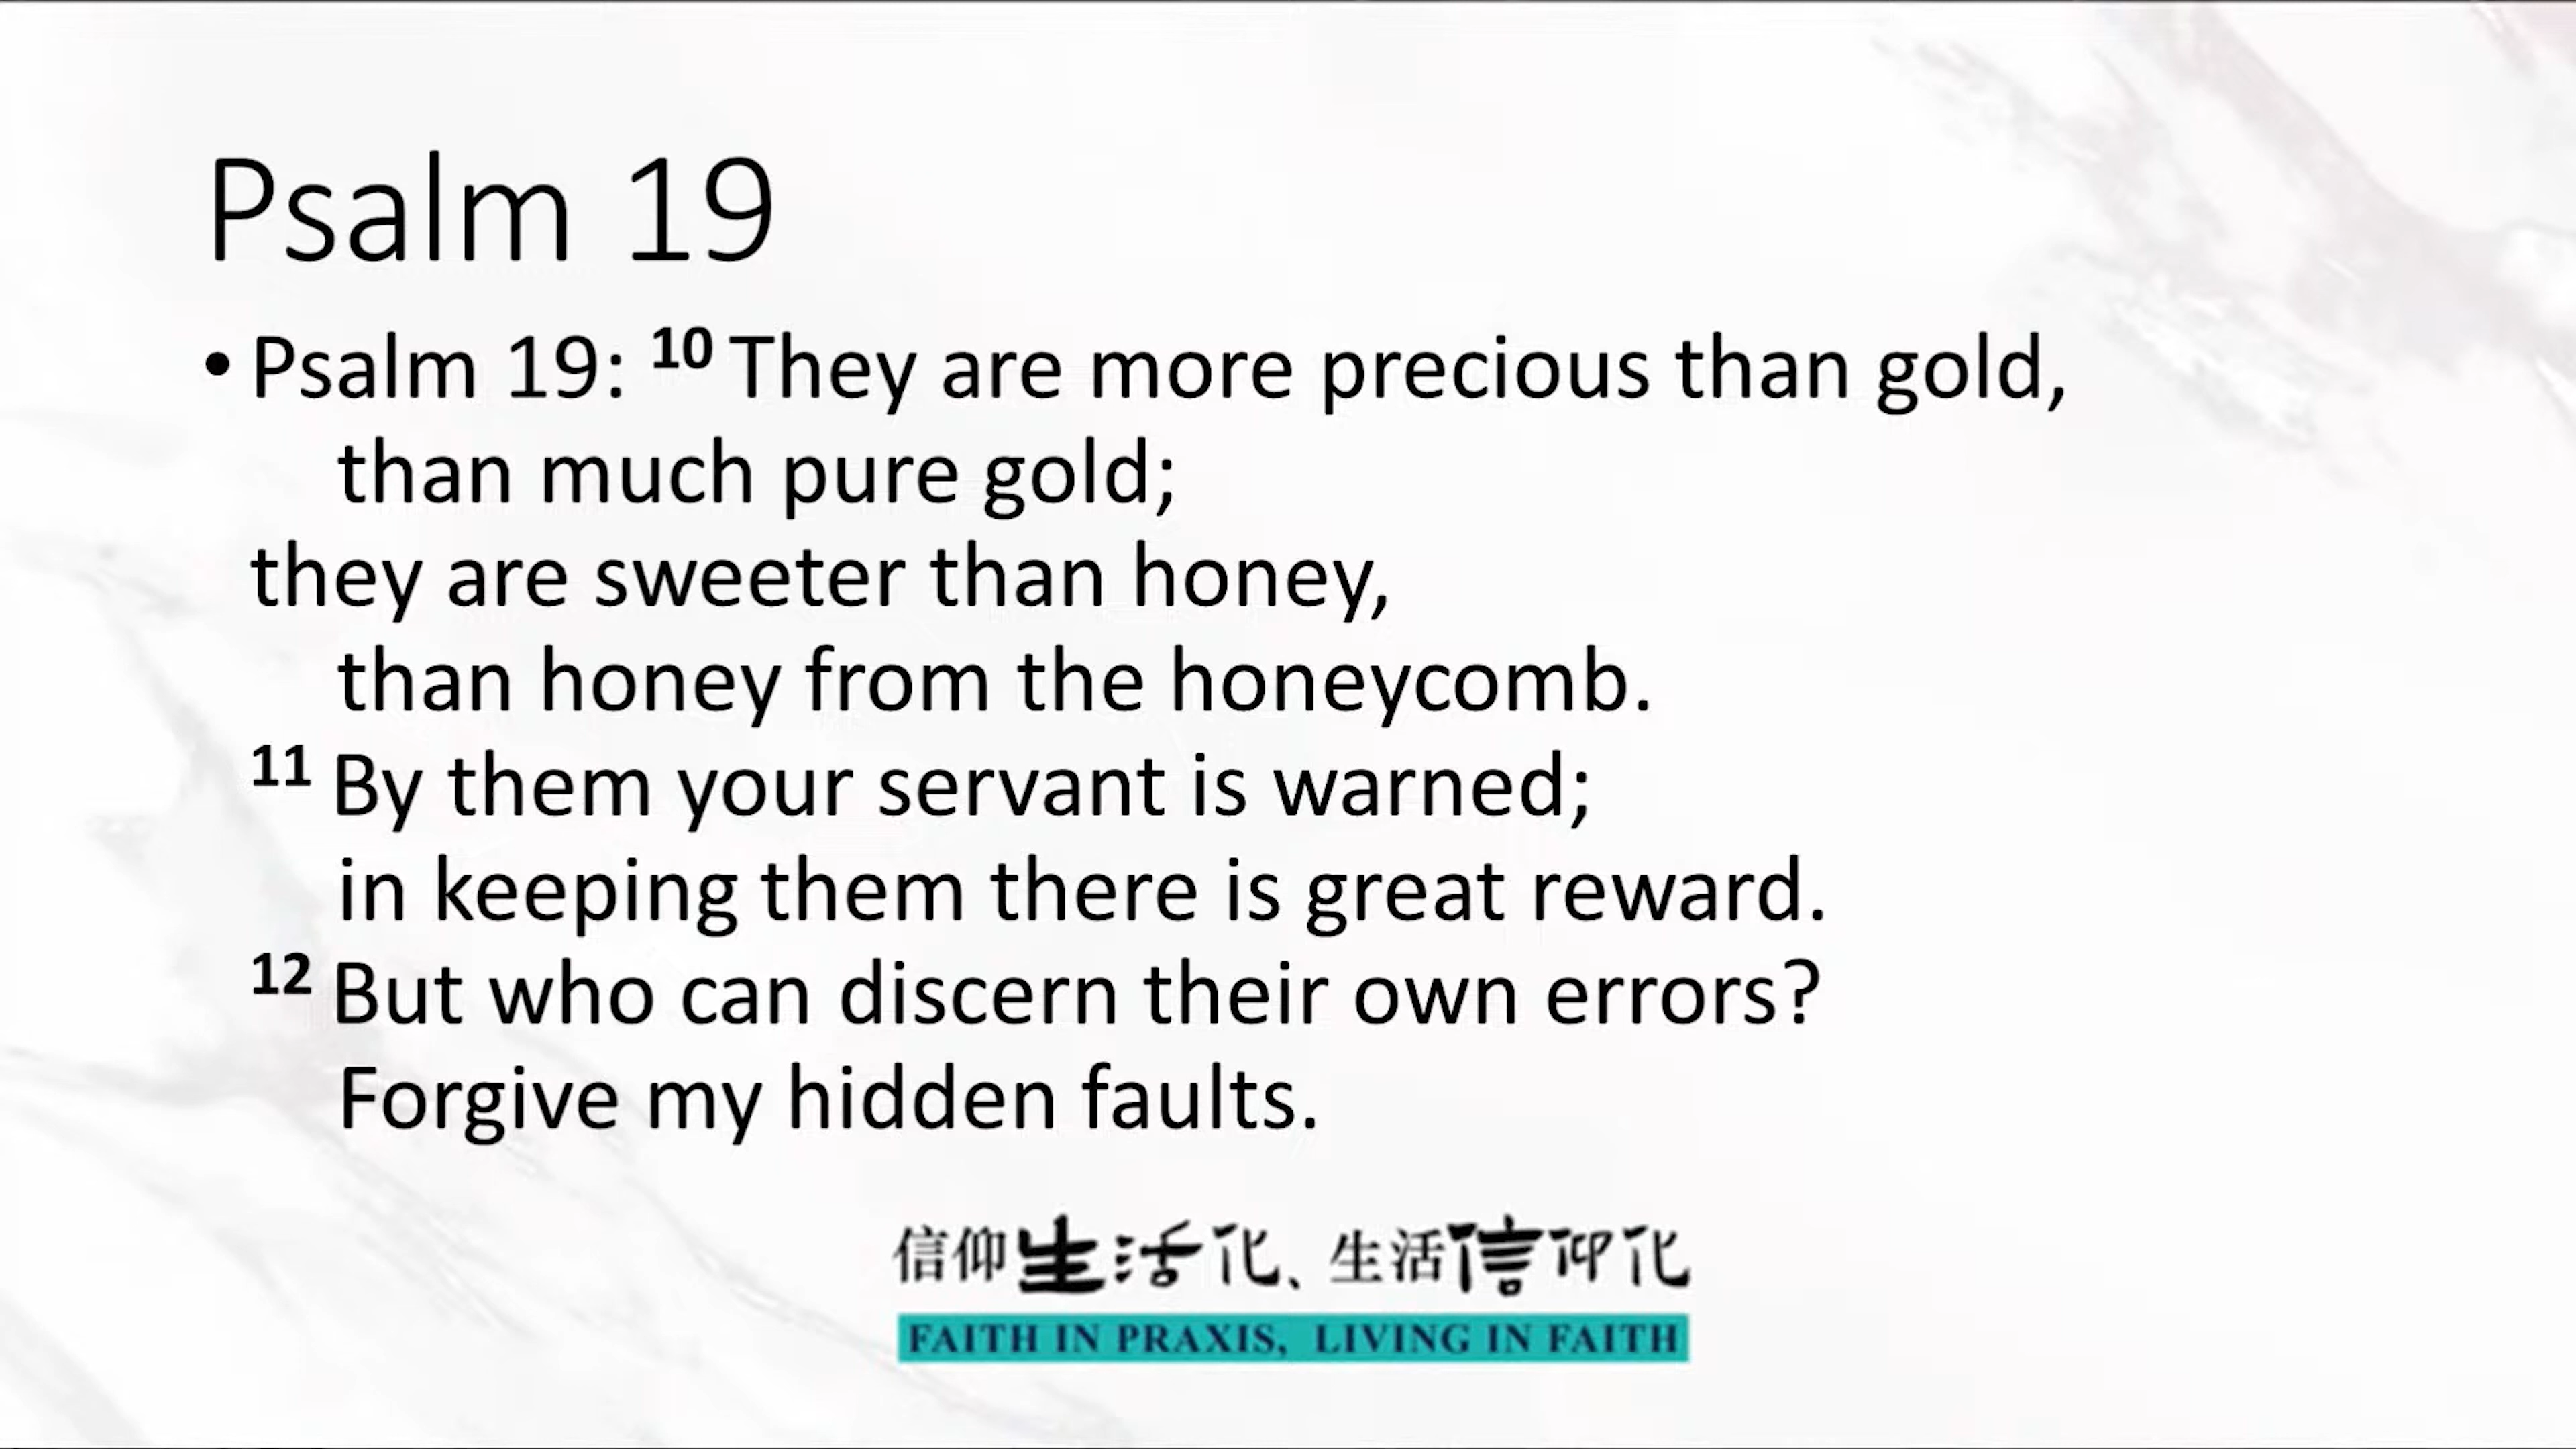 Psalm 19
• Psalm 19: 10 They are more precious than gold,
than much pure gold;
they are sweeter than honey,
than honey from the honeycomb.
11 By them your servant is warned;
in keeping them there is great reward.
12 But who can discern their own errors?
Forgive my hidden faults.
信仰生活化、生活信仰化
FAITH IN PRAXIS, LIVING IN FAITH